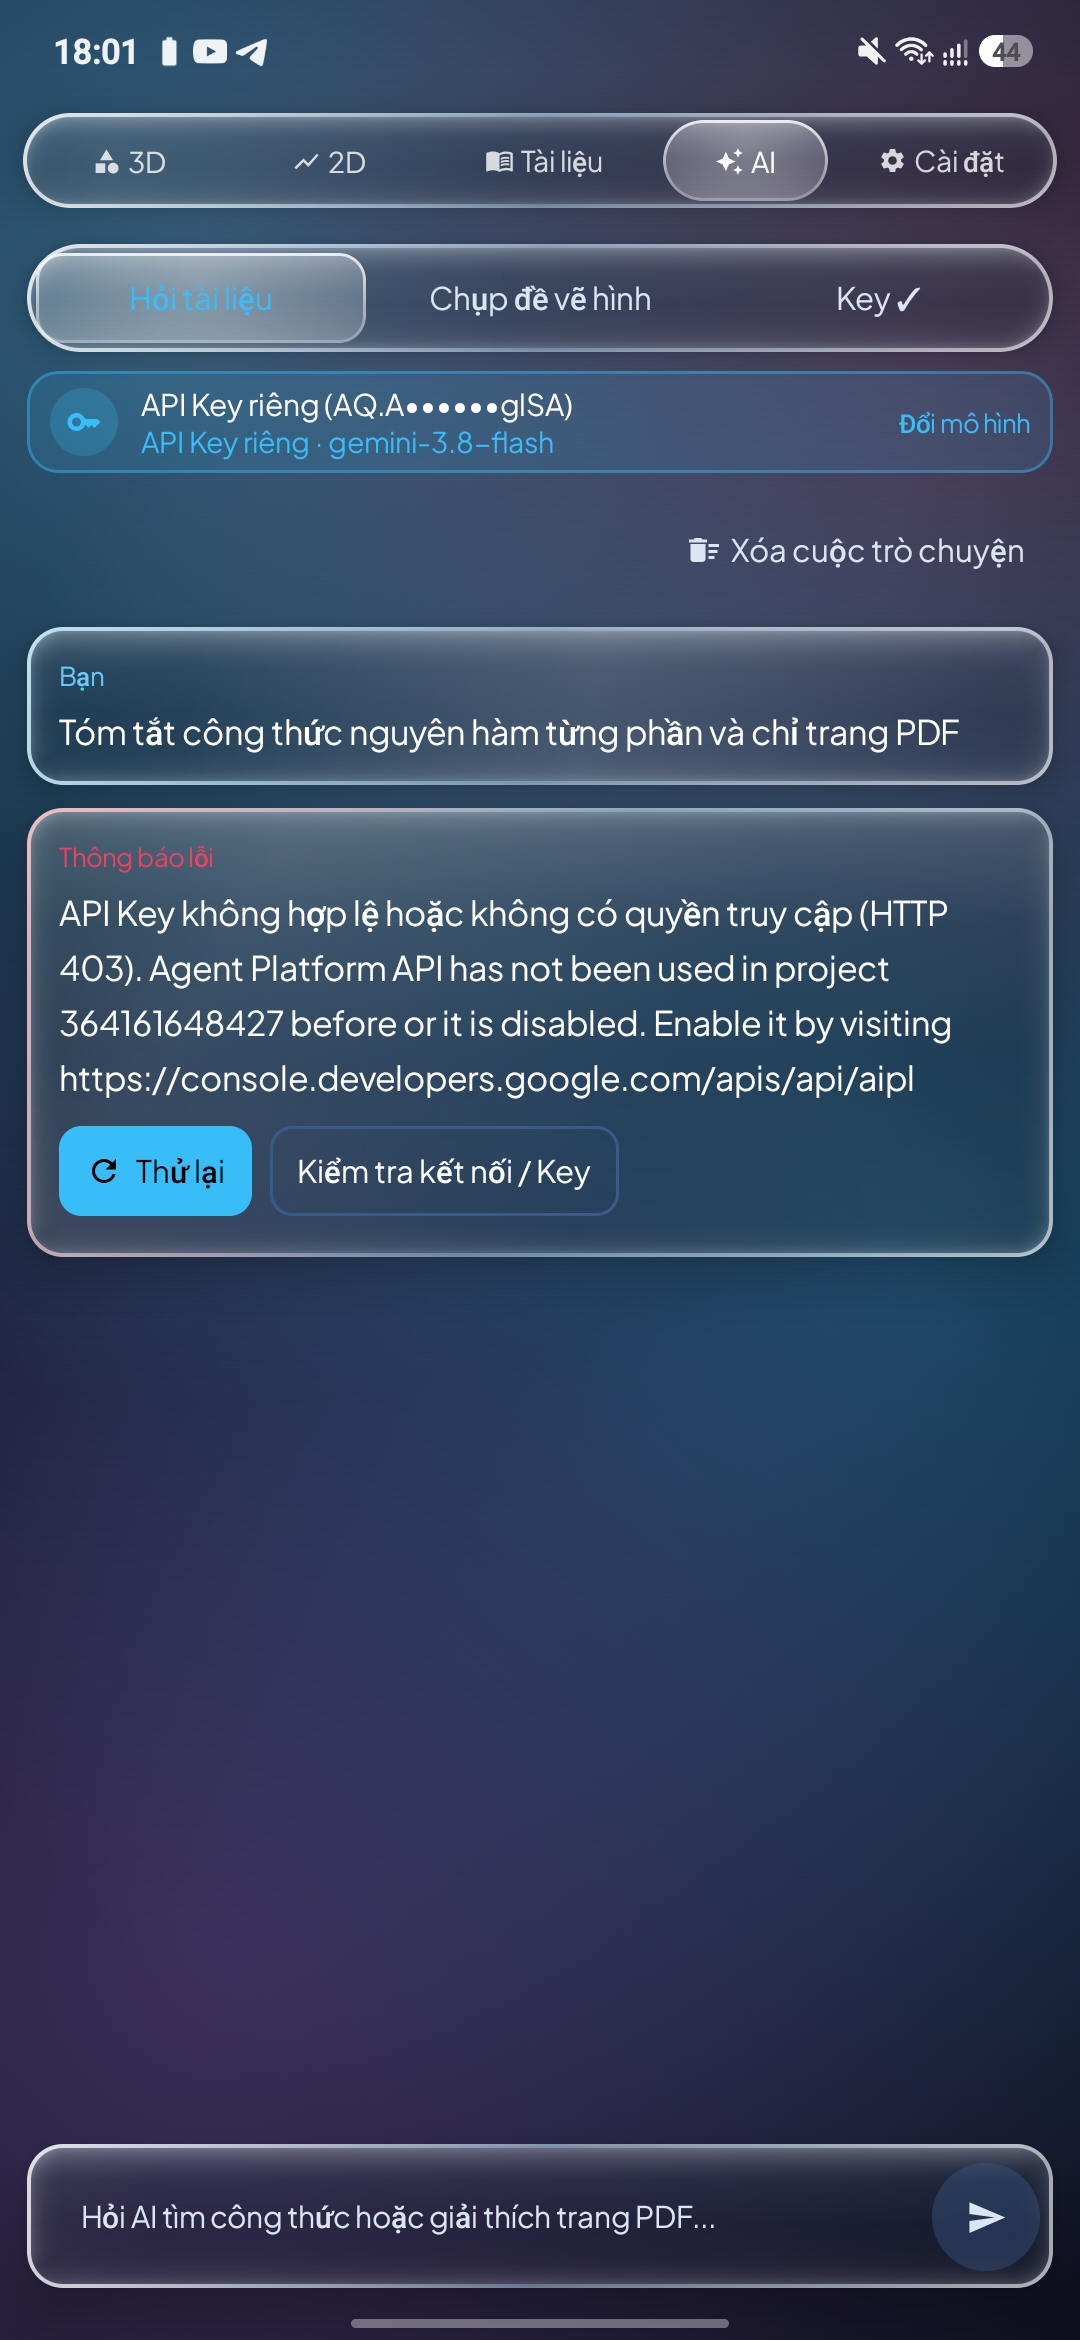 18:01
44
3D
2D
Tài liệu
AI
Cài đặt
Hỏi tài liệu
Chụp đề vẽ hình
Key ✓
API Key riêng (AQ.A••••••glSA)
API Key riêng · gemini-3.8-flash
Đổi mô hình
Xóa cuộc trò chuyện
Bạn
Tóm tắt công thức nguyên hàm từng phần và chỉ trang PDF
Thông báo lỗi
API Key không hợp lệ hoặc không có quyền truy cập (HTTP
403). Agent Platform API has not been used in project
364161648427 before or it is disabled. Enable it by visiting
https://console.developers.google.com/apis/api/aipl
Thử lại
Kiểm tra kết nối / Key
Hỏi AI tìm công thức hoặc giải thích trang PDF...